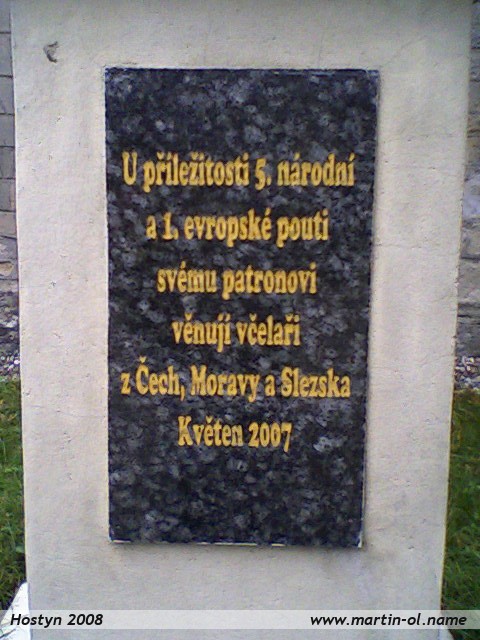 U příležitosti 5. národní
a 1. evropské pouti
svému patronovi
věnují včelaři
z Čech, Moravy a Slezska
Květen 2007
Hostyn 2008
www.martin-ol.name